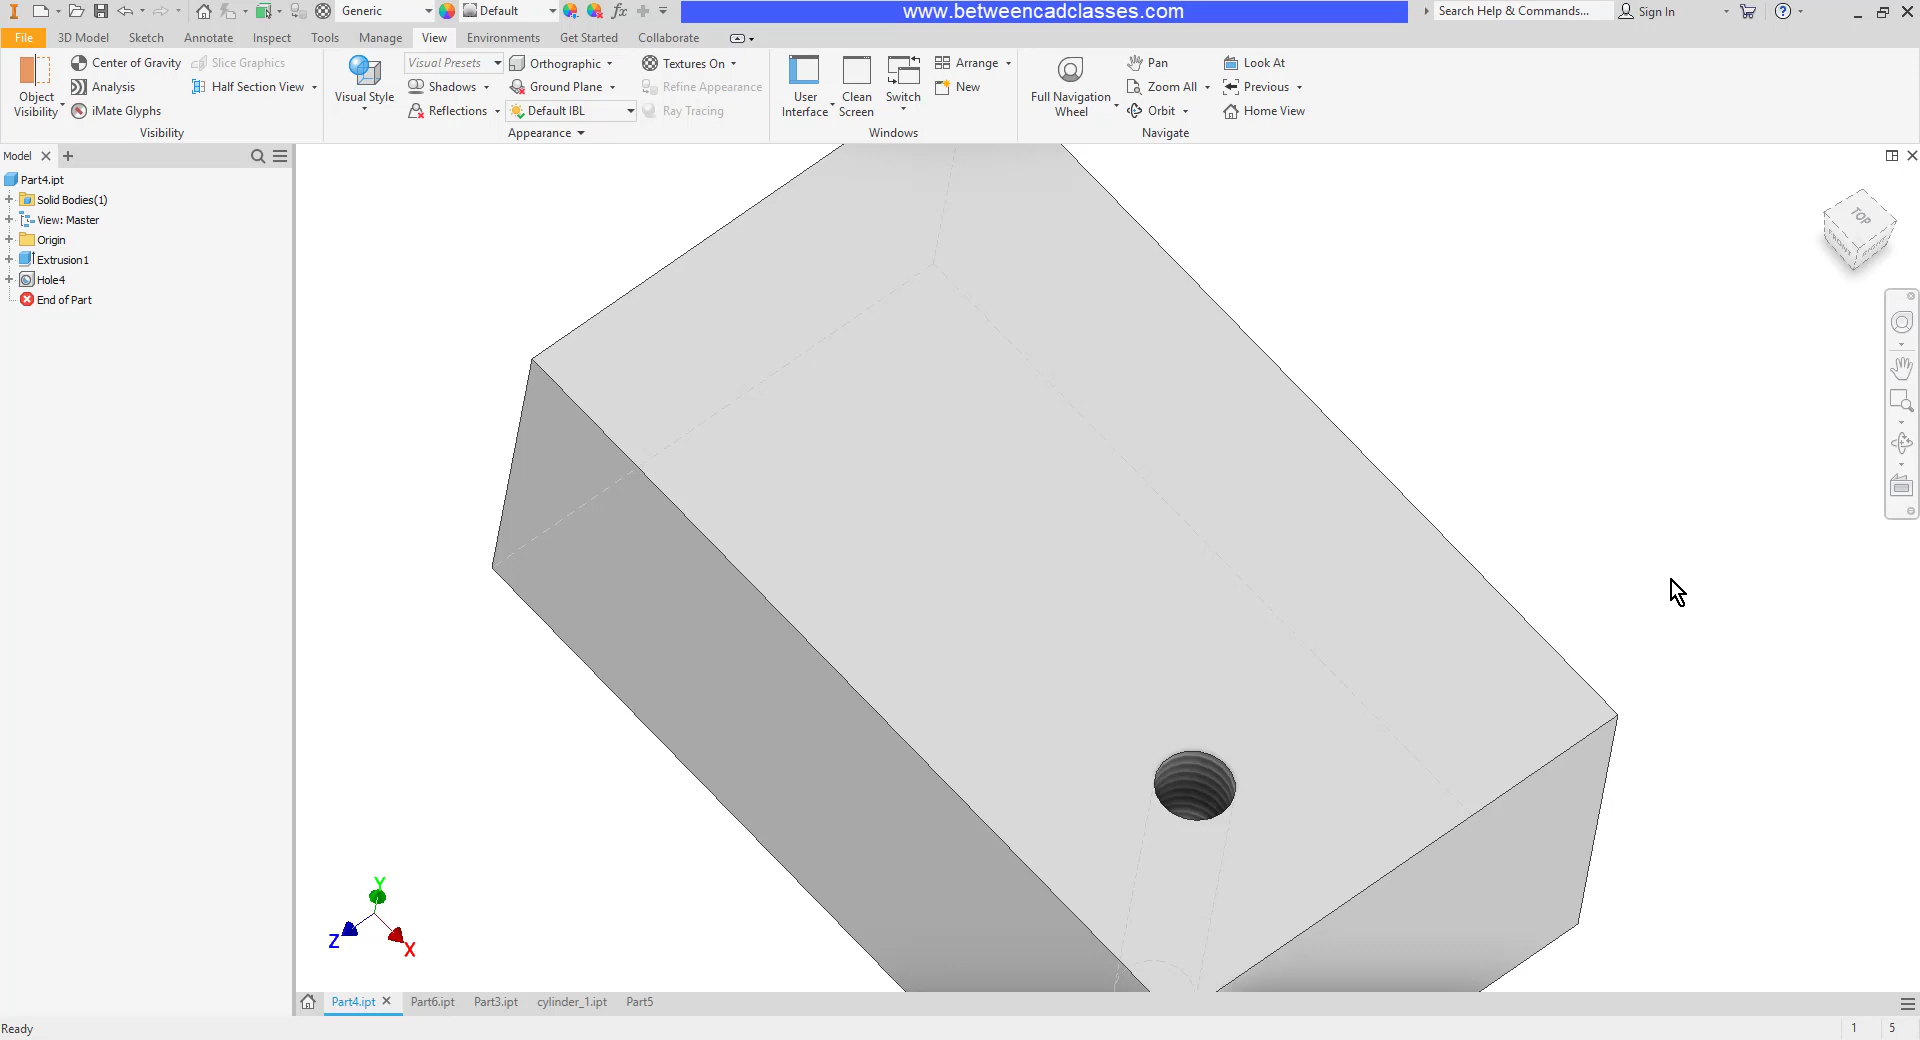 Generic
Default
fx
www.betweencadclasses.com
Search Help & Commands...
Sign In
File
3D Model
Sketch
Annotate
Inspect
Tools
Manage
View
Environments
Get Started
Collaborate
Object
Visibility
Center of Gravity
Analysis
iMate Glyphs
Slice Graphics
Half Section View
Visibility
Visual Style
Visual Presets
Shadows
Reflections
Orthographic
Ground Plane
Default IBL
Textures On
Refine Appearance
Ray Tracing
Appearance
User
Interface
Clean
Screen
Switch
Arrange
New
Windows
Full Navigation
Wheel
Pan
Zoom All
Orbit
Look At
Previous
Home View
Navigate
Model
Part4.ipt
Solid Bodies(1)
View: Master
Origin
Extrusion1
Hole4
End of Part
TOP
FRONT
Y
Z
X
Part4.ipt
Part6.ipt
Part3.ipt
cylinder_1.ipt
Part5
Ready
1
5